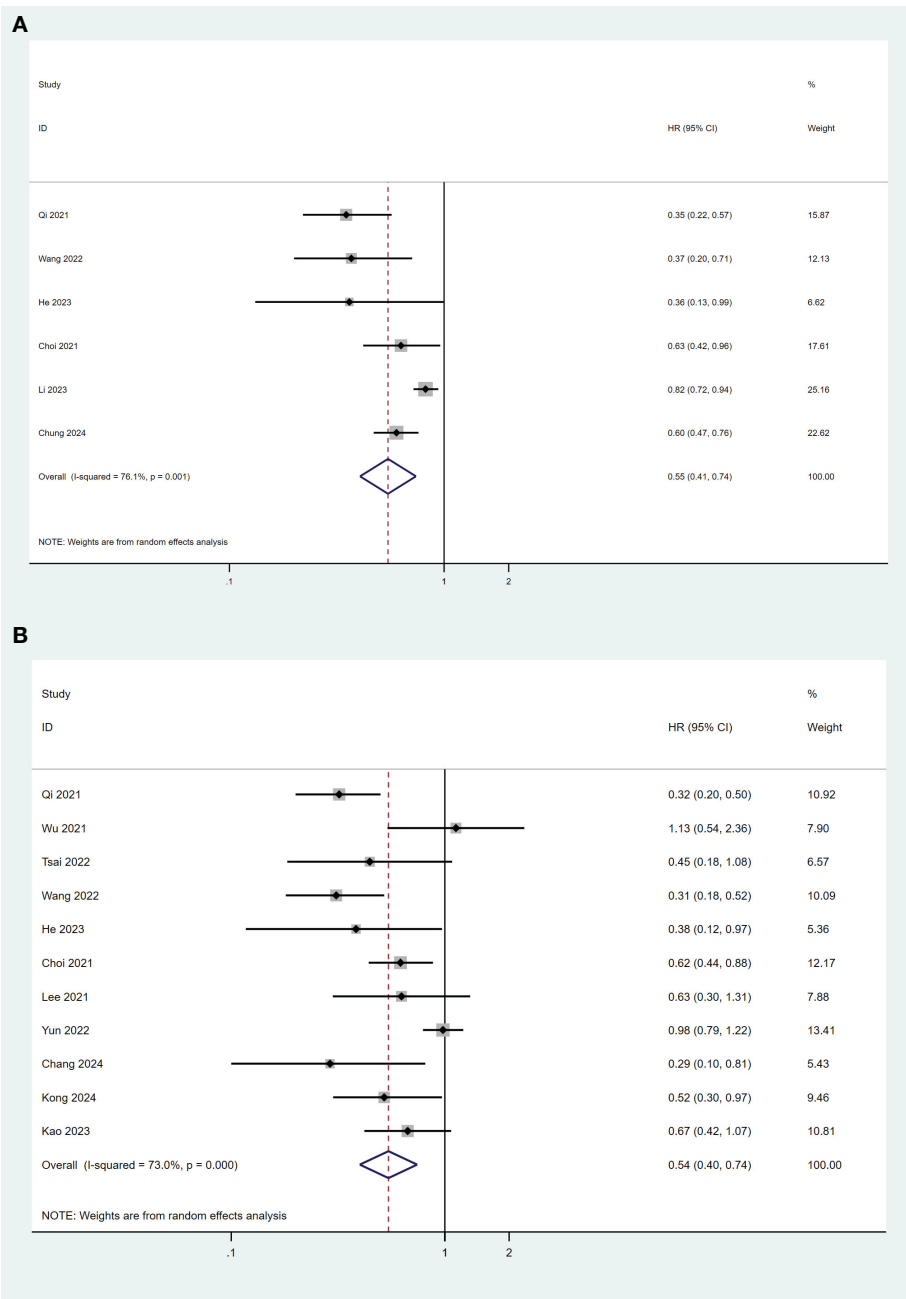 A
Study %
ID HR (95% CI) Weight
Qi 2021 0.35 (0.22, 0.57) 15.87
Wang 2022 0.37 (0.20, 0.71) 12.13
He 2023 0.36 (0.13, 0.99) 6.62
Choi 2021 0.63 (0.42, 0.96) 17.61
Li 2023 0.82 (0.72, 0.94) 25.16
Chung 2024 0.60 (0.47, 0.76) 22.62
Overall (I-squared = 76.1%, p = 0.001) 0.55 (0.41, 0.74) 100.00
NOTE: Weights are from random effects analysis
.1 1 2
B
Study %
ID HR (95% CI) Weight
Qi 2021 0.32 (0.20, 0.50) 10.92
Wu 2021 1.13 (0.54, 2.36) 7.90
Tsai 2022 0.45 (0.18, 1.08) 6.57
Wang 2022 0.31 (0.18, 0.52) 10.09
He 2023 0.38 (0.12, 0.97) 5.36
Choi 2021 0.62 (0.44, 0.88) 12.17
Lee 2021 0.63 (0.30, 1.31) 7.88
Yun 2022 0.98 (0.79, 1.22) 13.41
Chang 2024 0.29 (0.10, 0.81) 5.43
Kong 2024 0.52 (0.30, 0.97) 9.46
Kao 2023 0.67 (0.42, 1.07) 10.81
Overall (I-squared = 73.0%, p = 0.000) 0.54 (0.40, 0.74) 100.00
NOTE: Weights are from random effects analysis
.1 1 2